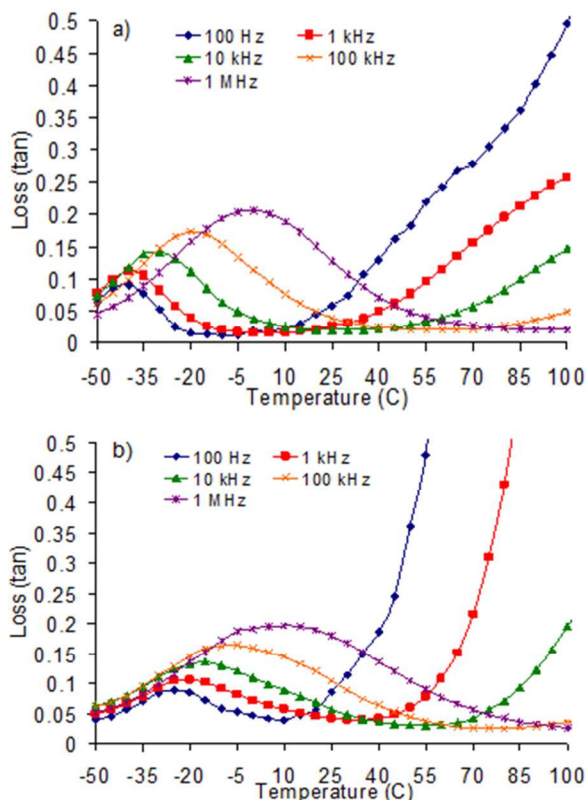 a)
100 Hz 1 kHz
10 kHz 100 kHz
1 MHz
Loss (tan)
0.5
0.45
0.4
0.35
0.3
0.25
0.2
0.15
0.1
0.05
0
-50 -35 -20 -5 10 25 40 55 70 85 100
Temperature (C)
b)
100 Hz 1 kHz
10 kHz 100 kHz
1 MHz
Loss (tan)
0.5
0.45
0.4
0.35
0.3
0.25
0.2
0.15
0.1
0.05
0
-50 -35 -20 -5 10 25 40 55 70 85 100
Temperature (C)